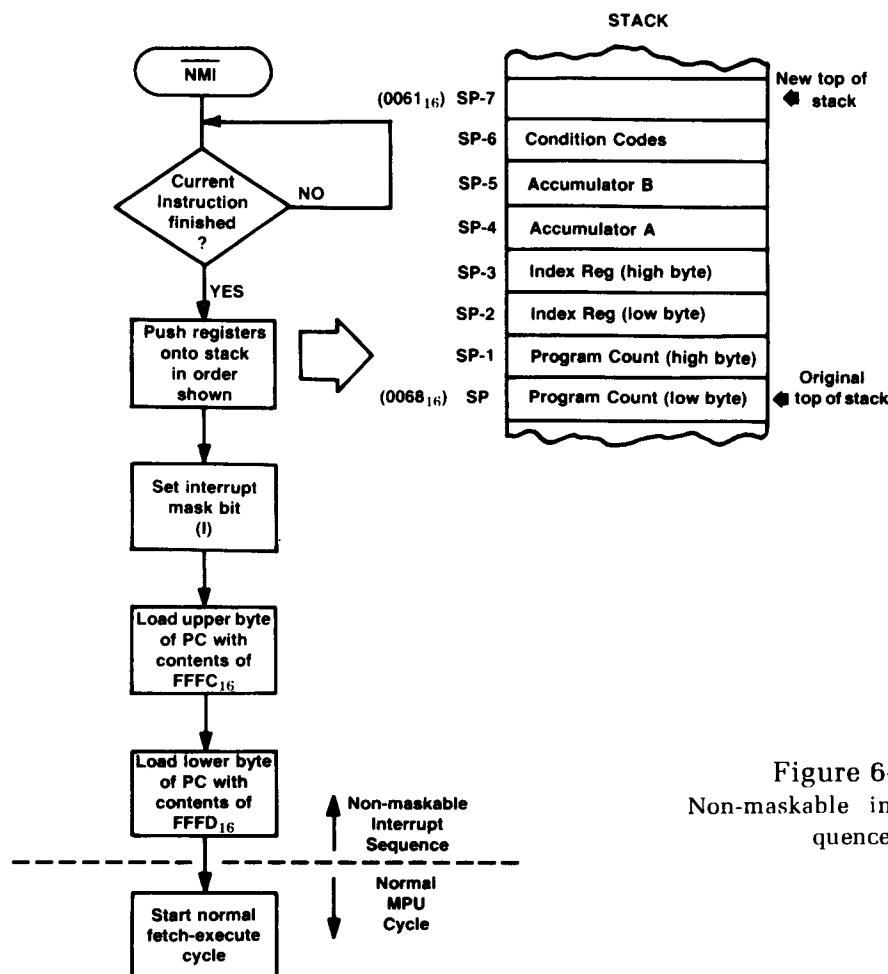 STACK
NMI
(0061₁₆) SP-7
New top of
stack
SP-6 Condition Codes
Current
Instruction
finished
?
NO
SP-5 Accumulator B
SP-4 Accumulator A
SP-3 Index Reg (high byte)
YES
SP-2 Index Reg (low byte)
Push registers
onto stack
in order
shown
SP-1 Program Count (high byte)
(0068₁₆) SP Program Count (low byte)
Original
top of stack
Set interrupt
mask bit
(I)
Load upper byte
of PC with
contents of
FFFC₁₆
Load lower byte
of PC with
contents of
FFFD₁₆
Non-maskable
Interrupt
Sequence
Figure 6-
Non-maskable in
quence
Normal
MPU
Cycle
Start normal
fetch-execute
cycle